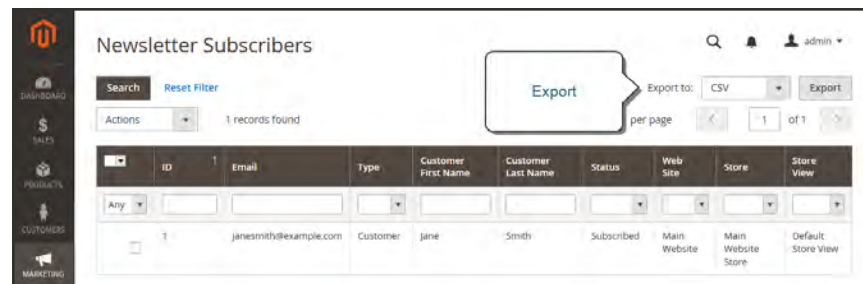 Newsletter Subscribers
admin
Search Reset Filter Export Export to: CSV Export
Actions 1 records found per page 1 of 1
ID 1 Email Type Customer First Name Customer Last Name Status Web Site Store Store View
Any
1 janesmith@example.com Customer Jane Smith Subscribed Main Website Main Website Store Default Store View
DASHBOARD
SALES
PRODUCTS
CUSTOMERS
MARKETING